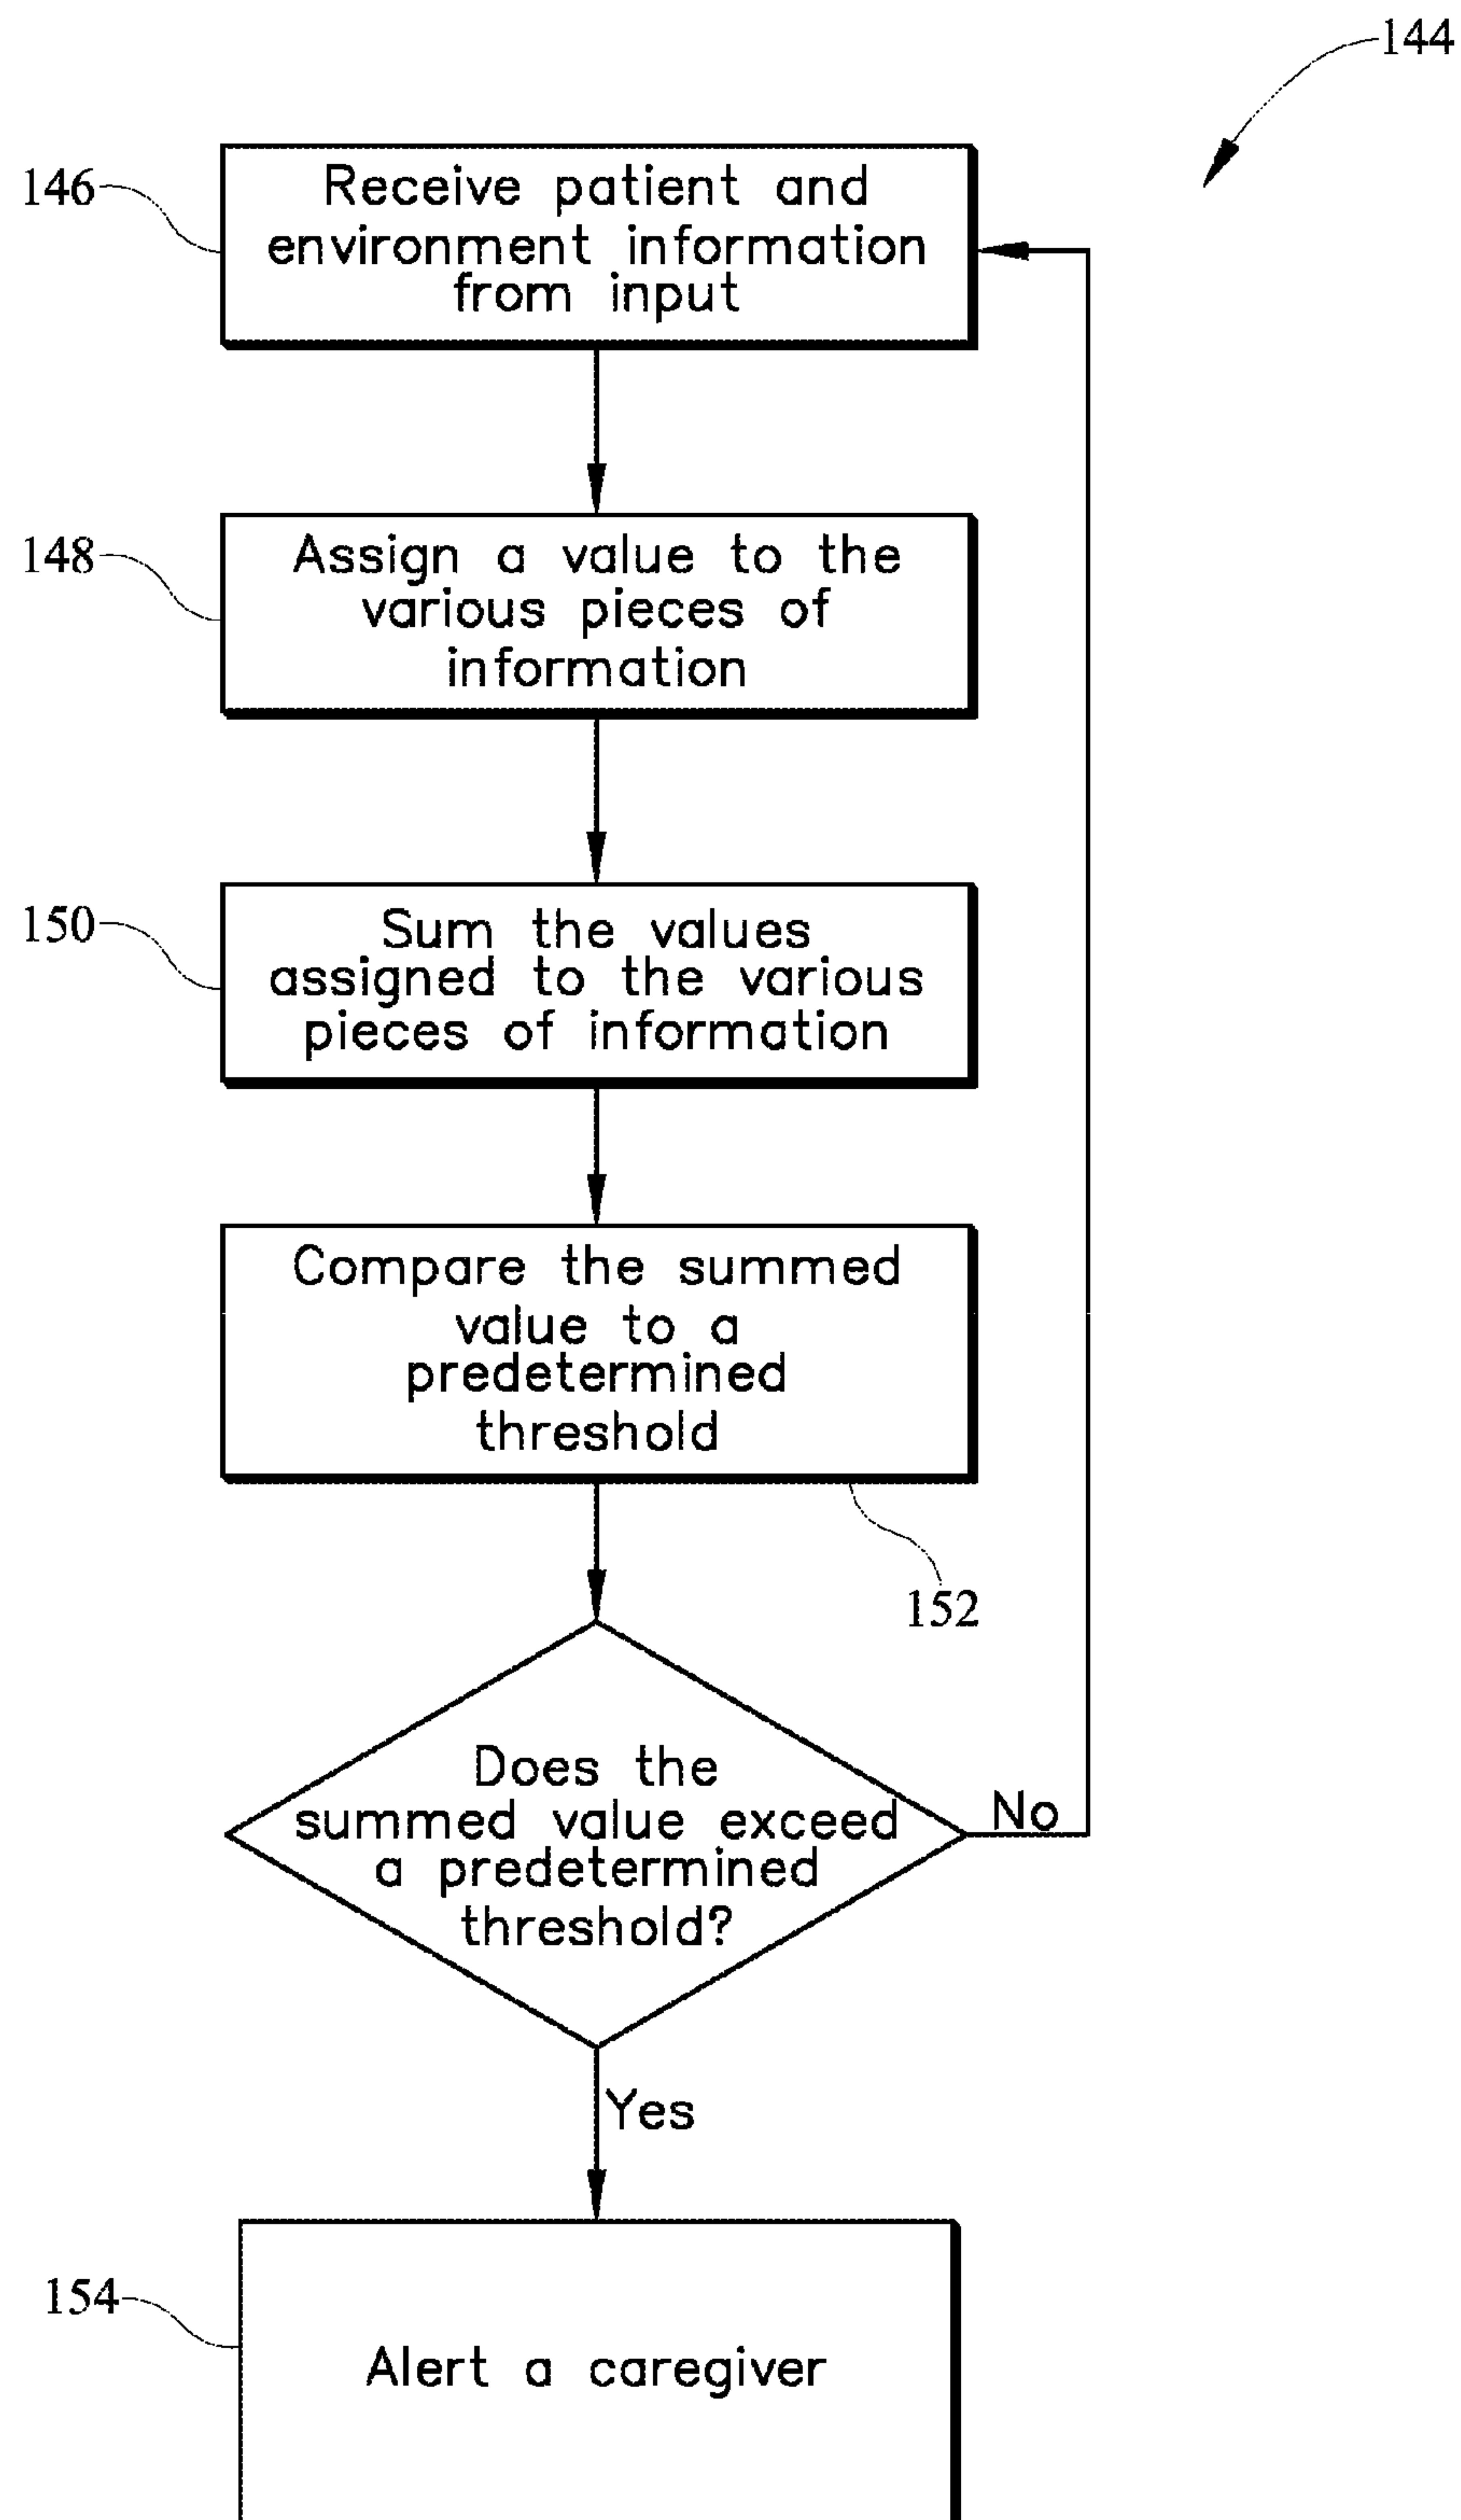 144
146
Receive patient and
environment information
from input
148
Assign a value to the
various pieces of
information
150
Sum the values
assigned to the various
pieces of information
Compare the summed
value to a
predetermined
threshold
152
Does the
summed value exceed
a predetermined
threshold?
No
Yes
154
Alert a caregiver